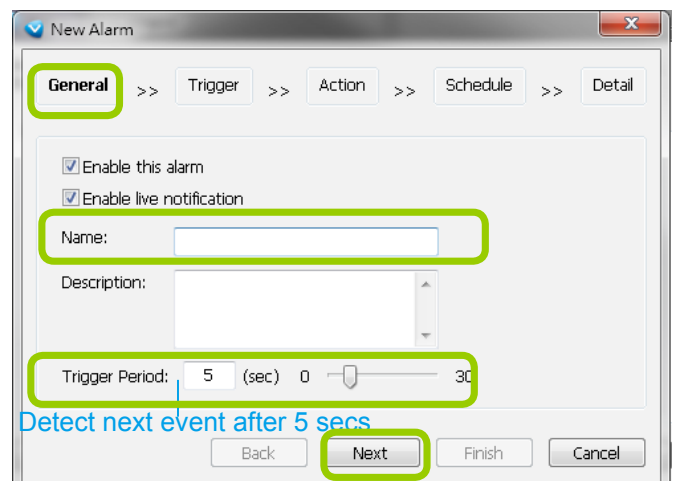 New Alarm
General >> Trigger >> Action >> Schedule >> Detail
Enable this alarm
Enable live notification
Name:
Description:
Trigger Period: 5 (sec) 0 30
Detect next event after 5 secs
Back Next Finish Cancel